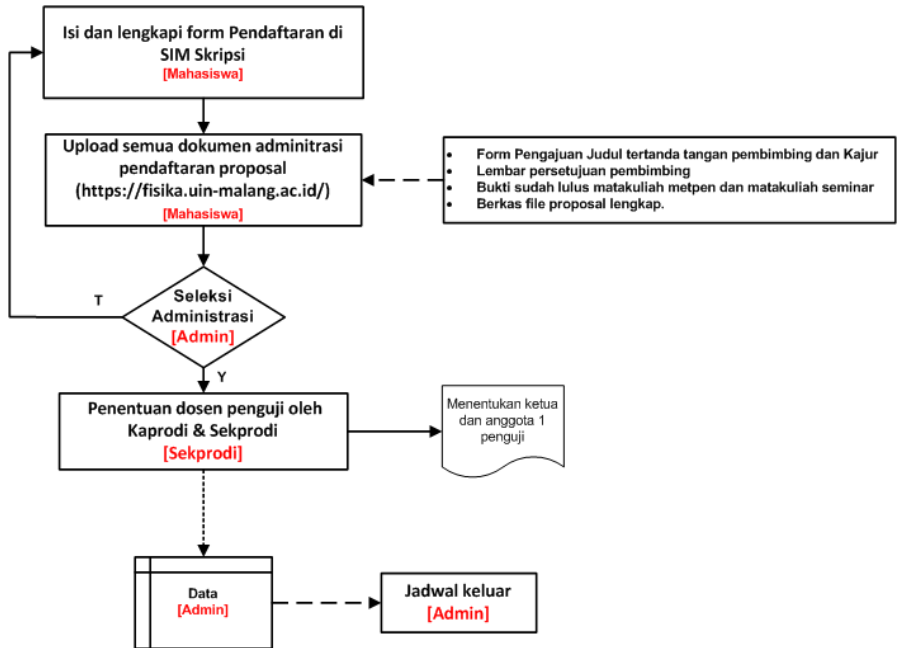 Isi dan lengkapi form Pendaftaran di
SIM Skripsi
[Mahasiswa]
Upload semua dokumen adminitrasi
pendaftaran proposal
(https://fisika.uin-malang.ac.id/)
[Mahasiswa]
• Form Pengajuan Judul tertanda tangan pembimbing dan Kajur
• Lembar persetujuan pembimbing
• Bukti sudah lulus matakuliah metpen dan matakuliah seminar
• Berkas file proposal lengkap.
T
Seleksi
Administrasi
[Admin]
Y
Penentuan dosen penguji oleh
Kaprodi & Sekprodi
[Sekprodi]
Menentukan ketua
dan anggota 1
penguji
Data
[Admin]
Jadwal keluar
[Admin]